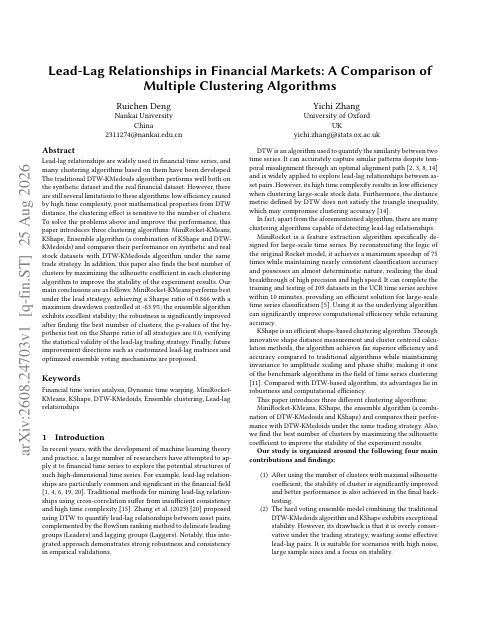 Lead-Lag Relationships in Financial Markets: A Comparison of
Multiple Clustering Algorithms
Ruichen Deng
Nankai University
China
2311274@nankai.edu.cn
Yichi Zhang
University of Oxford
UK
yichi.zhang@stats.ox.ac.uk
arXiv:2608.24703v1 [q-fin.ST] 25 Aug 2026
Abstract
Lead-lag relationships are widely used in financial time series, and
many clustering algorithms based on them have been developed.
The traditional DTW-KMedoids algorithm performs well both on
the synthetic dataset and the real financial dataset. However, there
are still several limitations to these algorithms: low efficiency caused
by high time complexity, poor mathematical properties from DTW
distance, the clustering effect is sensitive to the number of clusters.
To solve the problems above and improve the performance, this
paper introduces three clustering algorithms: MiniRocket-KMeans,
KShape, Ensemble algorithm (a combination of KShape and DTW-
KMedoids) and compares their performance on synthetic and real
stock datasets with DTW-KMedoids algorithm under the same
trade strategy. In addition, this paper also finds the best number of
clusters by maximizing the silhouette coefficient in each clustering
algorithm to improve the stability of the experiment results. Our
main conclusions are as follows: MiniRocket-KMeans performs best
under the lead strategy, achieving a Sharpe ratio 0.866 with a
maximum drawdown controlled at -63.9%; the ensemble algorithm
exhibits excellent stability; the robustness is significantly improved
after finding the best number of clusters, the p-values of the hy-
pothesis test on the Sharpe ratio of all strategies are 0.0, verifying
the statistical validity of the lead-lag trading strategy. Finally, future
improvement directions such as customized lead-lag matrices and
optimized ensemble voting mechanisms are proposed.
Keywords
Financial time series analysis, Dynamic time warping, MiniRocket-
KMeans, KShape, DTW-KMedoids, Ensemble clustering, Lead-lag
relationships
1 Introduction
In recent years, with the development of machine learning theory
and practice, a large number of researchers have attempted to ap-
ply it to financial time series to explore the potential structures of
such high-dimensional time series. For example, lead-lag relation-
ships are particularly common and significant in the financial field
[1, 4, 6, 19, 20]. Traditional methods for mining lead-lag relation-
ships using cross-correlation suffer from insufficient consistency
and high time complexity [15]. Zhang et al. (2023) [20] proposed
using DTW to quantify lead-lag relationships between asset pairs,
complemented by the RowSum ranking method to delineate leading
groups (Leaders) and lagging groups (Laggers). Notably, this inte-
grated approach demonstrates strong robustness and consistency
in empirical validations.
DTW is an algorithm used to quantify the similarity between two
time series. It can accurately capture similar patterns despite tem-
poral misalignment through an optimal alignment path [2, 3, 8, 14]
and is widely applied to explore lead-lag relationships between as-
set pairs. However, its high time complexity results in low efficiency
when clustering large-scale stock data. Furthermore, the distance
metric defined by DTW does not satisfy the triangle inequality,
which may compromise clustering accuracy [14].
In fact, apart from the aforementioned algorithm, there are many
clustering algorithms capable of detecting lead-lag relationships.
MiniRocket is a feature extraction algorithm specifically de-
signed for large-scale time series. By reconstructing the logic of
the original Rocket model, it achieves a maximum speedup of 75
times while maintaining nearly consistent classification accuracy
and possesses an almost deterministic nature, realizing the dual
breakthrough of high precision and high speed. It can complete the
training and testing of 109 datasets in the UCR time series archive
within 10 minutes, providing an efficient solution for large-scale
time series classification [5]. Using it as the underlying algorithm
can significantly improve computational efficiency while retaining
accuracy.
KShape is an efficient shape-based clustering algorithm. Through
innovative shape distance measurement and cluster centroid calcu-
lation methods, the algorithm achieves far superior efficiency and
accuracy compared to traditional algorithms while maintaining
invariance to amplitude scaling and phase shifts, making it one
of the benchmark algorithms in the field of time series clustering
[11]. Compared with DTW-based algorithm, its advantages lie in
robustness and computational efficiency.
This paper introduces three different clustering algorithms:
MiniRocket-KMeans, KShape, the ensemble algorithm (a combi-
nation of DTW-KMedoids and KShape) and compares their perfor-
mance with DTW-KMedoids under the same trading strategy. Also,
we find the best number of clusters by maximizing the silhouette
coefficient to improve the stability of the experiment results.
Our study is organized around the following four main
contributions and findings:
(1) After using the number of clusters with maximal silhouette
coefficient, the stability of cluster is significantly improved
and better performance is also achieved in the final back-
testing.
(2) The hard voting ensemble model combining the traditional
DTW-KMedoids algorithm and KShape exhibits exceptional
stability. However, its drawback is that it is overly conser-
vative under the trading strategy, wasting some effective
lead-lag pairs. It is suitable for scenarios with high noise,
large sample sizes and a focus on stability.